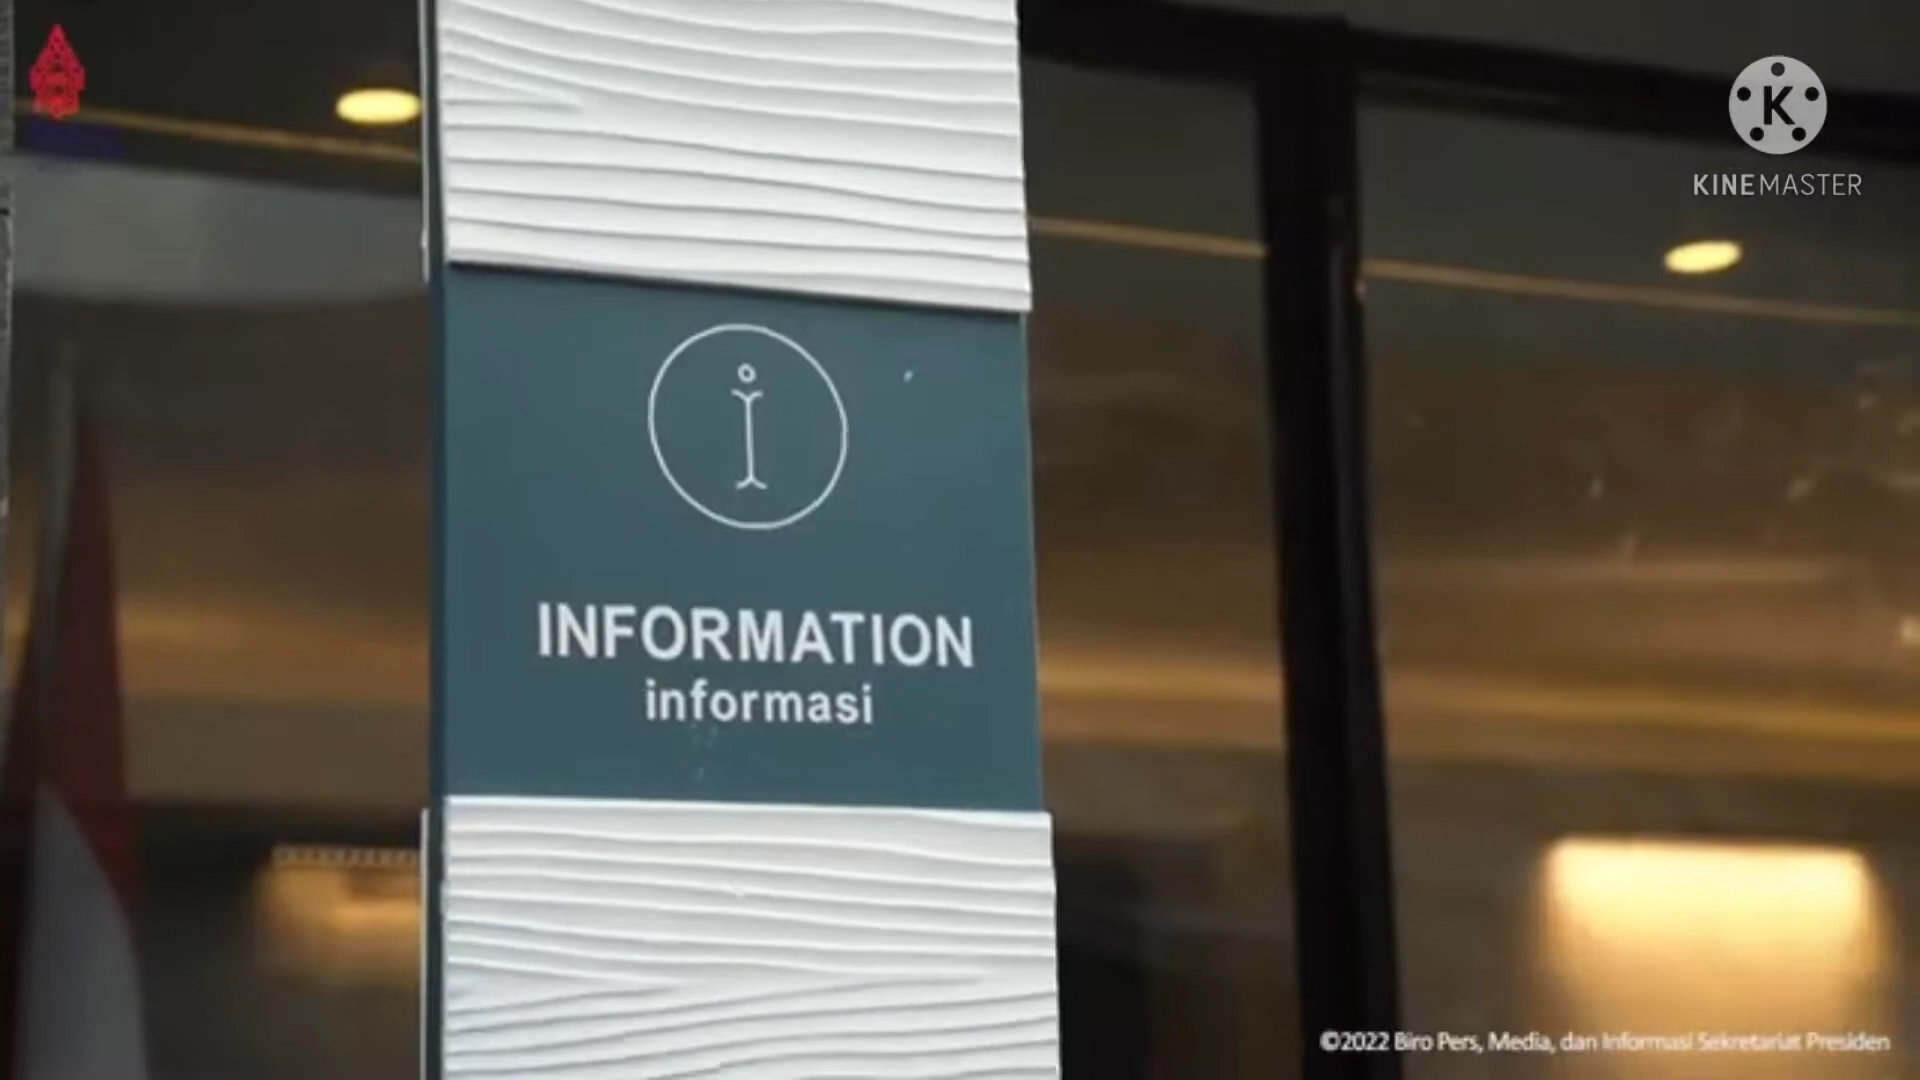 K
KINEMASTER
i
INFORMATION
informasi
©2022 Biro Pers, Media, dan Informasi Sekretariat Presiden